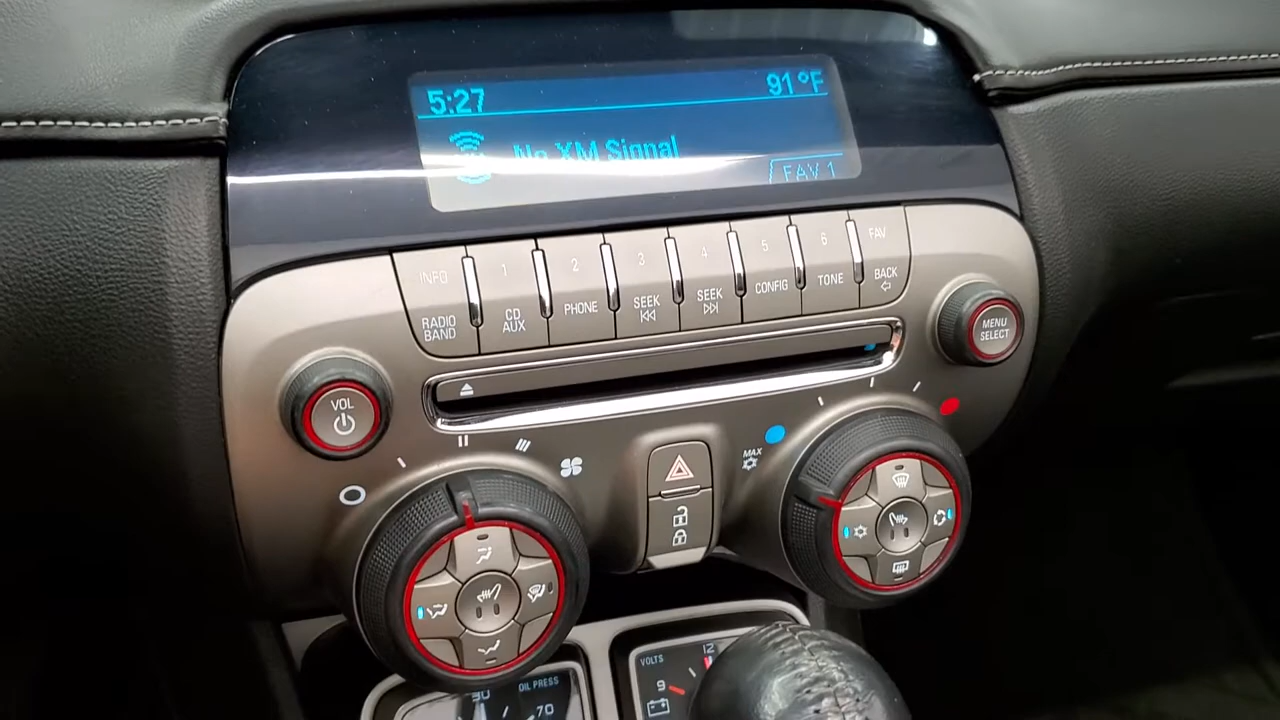 5:27
91°F
No XM Signal
FAV 1
INFO
RADIO
BAND
1
CD
AUX
2
PHONE
3
SEEK
4
SEEK
5
CONFIG
6
TONE
FAV
BACK
VOL
MENU
SELECT
MAX
VOLTS
9
12
OIL PRESS
30
70